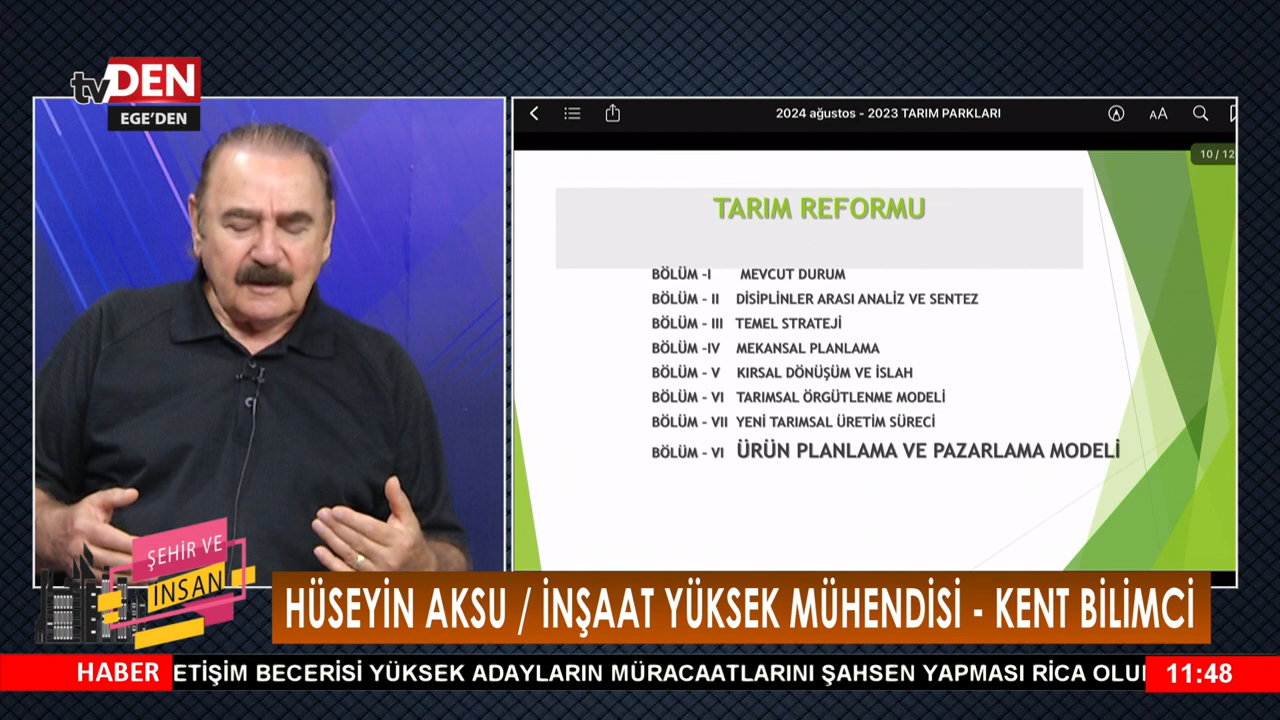 tvDEN
EGE'DEN
2024 ağustos - 2023 TARIM PARKLARI
AA
10 / 12
TARIM REFORMU
BÖLÜM -I MEVCUT DURUM
BÖLÜM - II DİSİPLİNLER ARASI ANALİZ VE SENTEZ
BÖLÜM - III TEMEL STRATEJİ
BÖLÜM -IV MEKANSAL PLANLAMA
BÖLÜM - V KIRSAL DÖNÜŞÜM VE İSLAH
BÖLÜM - VI TARIMSAL ÖRGÜTLENME MODELİ
BÖLÜM - VII YENİ TARIMSAL ÜRETİM SÜRECİ
BÖLÜM - VI ÜRÜN PLANLAMA VE PAZARLAMA MODELİ
ŞEHİR VE
İNSAN
HÜSEYİN AKSU / İNŞAAT YÜKSEK MÜHENDİSİ - KENT BİLİMCİ
HABER ETİŞİM BECERİSİ YÜKSEK ADAYLARIN MÜRACAATLARINI ŞAHSEN YAPMASI RİCA OLU 11:48